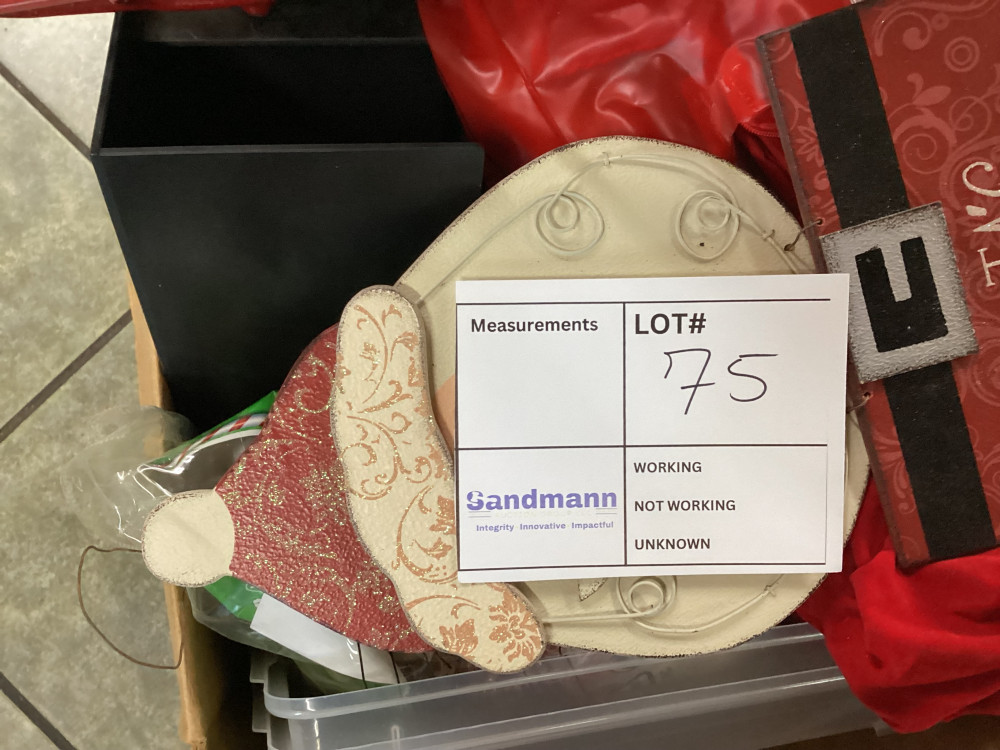 Measurements
LOT#
75
Sandmann
Integrity Innovative Impactful
WORKING
NOT WORKING
UNKNOWN